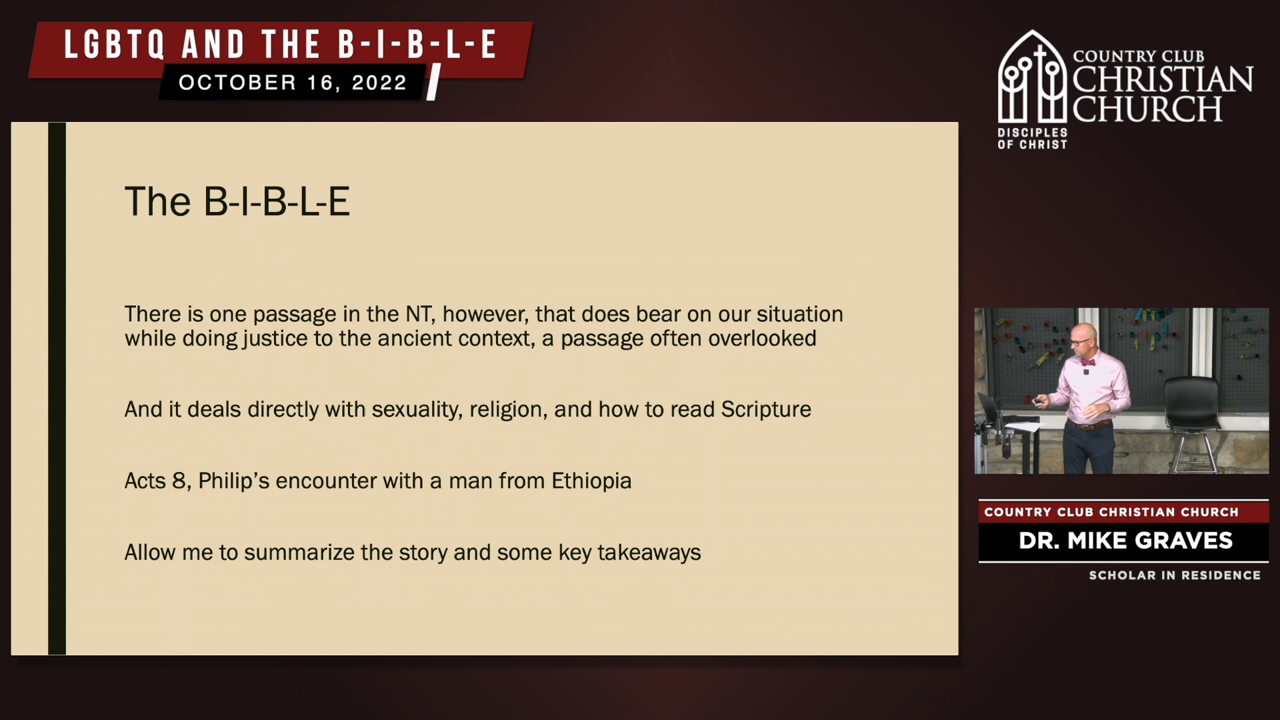 LGBTQ AND THE B-I-B-L-E
OCTOBER 16, 2022
COUNTRY CLUB
CHRISTIAN
CHURCH
DISCIPLES
OF CHRIST
The B-I-B-L-E
There is one passage in the NT, however, that does bear on our situation
while doing justice to the ancient context, a passage often overlooked
And it deals directly with sexuality, religion, and how to read Scripture
Acts 8, Philip’s encounter with a man from Ethiopia
Allow me to summarize the story and some key takeaways
COUNTRY CLUB CHRISTIAN CHURCH
DR. MIKE GRAVES
SCHOLAR IN RESIDENCE